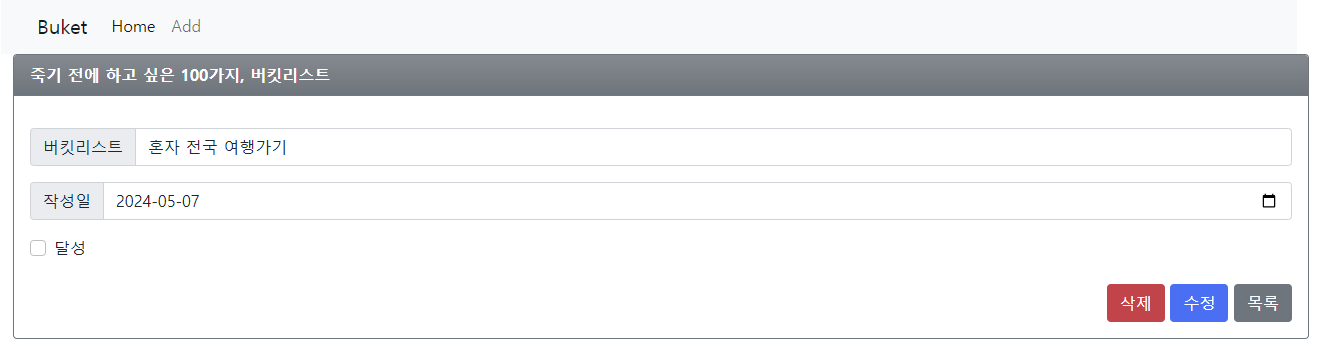 Buket Home Add
죽기 전에 하고 싶은 100가지, 버킷리스트
버킷리스트 혼자 전국 여행가기
작성일 2024-05-07
달성
삭제 수정 목록